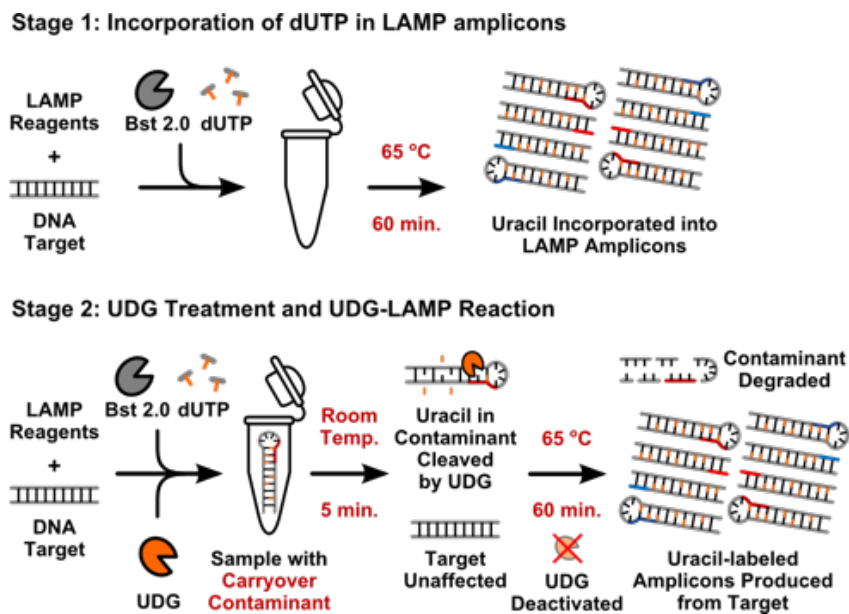 Stage 1: Incorporation of dUTP in LAMP amplicons
LAMP
Reagents
+
DNA
Target
Bst 2.0 dUTP
65 °C
60 min.
Uracil Incorporated into
LAMP Amplicons
Stage 2: UDG Treatment and UDG-LAMP Reaction
LAMP
Reagents
+
DNA
Target
Bst 2.0 dUTP
UDG
Sample with
Carryover
Contaminant
Room
Temp.
5 min.
Uracil in
Contaminant
Cleaved
by UDG
Target
Unaffected
65 °C
60 min.
UDG
Deactivated
Contaminant
Degraded
Uracil-labeled
Amplicons Produced
from Target